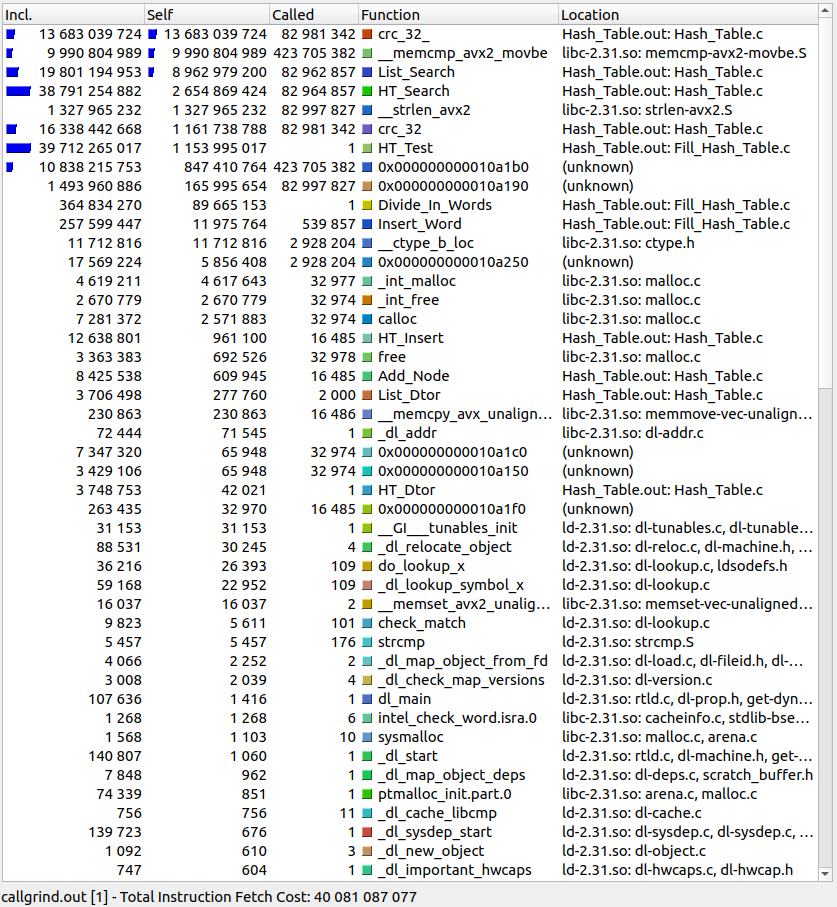 Incl. Self Called Function Location
13 683 039 724 13 683 039 724 82 981 342 crc_32_ Hash_Table.out: Hash_Table.c
9 990 804 989 9 990 804 989 423 705 382 __memcmp_avx2_movbe libc-2.31.so: memcmp-avx2-movbe.S
19 801 194 953 8 962 979 200 82 962 857 List_Search Hash_Table.out: Hash_Table.c
38 791 254 882 2 654 869 424 82 964 857 HT_Search Hash_Table.out: Hash_Table.c
1 327 965 232 1 327 965 232 82 997 827 __strlen_avx2 libc-2.31.so: strlen-avx2.S
16 338 442 668 1 161 738 788 82 981 342 crc_32 Hash_Table.out: Hash_Table.c
39 712 265 017 1 153 995 017 1 HT_Test Hash_Table.out: Fill_Hash_Table.c
10 838 215 753 847 410 764 423 705 382 0x000000000010a1b0 (unknown)
1 493 960 886 165 995 654 82 997 827 0x000000000010a190 (unknown)
364 834 270 89 665 153 1 Divide_In_Words Hash_Table.out: Fill_Hash_Table.c
257 599 447 11 975 764 539 857 Insert_Word Hash_Table.out: Fill_Hash_Table.c
11 712 816 11 712 816 2 928 204 __ctype_b_loc libc-2.31.so: ctype.h
17 569 224 5 856 408 2 928 204 0x000000000010a250 (unknown)
4 619 211 4 617 643 32 977 _int_malloc libc-2.31.so: malloc.c
2 670 779 2 670 779 32 974 _int_free libc-2.31.so: malloc.c
7 281 372 2 571 883 32 974 calloc libc-2.31.so: malloc.c
12 638 801 961 100 16 485 HT_Insert Hash_Table.out: Hash_Table.c
3 363 383 692 526 32 978 free libc-2.31.so: malloc.c
8 425 538 609 945 16 485 Add_Node Hash_Table.out: Hash_Table.c
3 706 498 277 760 2 000 List_Dtor Hash_Table.out: Hash_Table.c
230 863 230 863 16 486 __memcpy_avx_unalign... libc-2.31.so: memmove-vec-unalign...
72 444 71 545 1 _dl_addr libc-2.31.so: dl-addr.c
7 347 320 65 948 32 974 0x000000000010a1c0 (unknown)
3 429 106 65 948 32 974 0x000000000010a150 (unknown)
3 748 753 42 021 1 HT_Dtor Hash_Table.out: Hash_Table.c
263 435 32 970 16 485 0x000000000010a1f0 (unknown)
31 153 31 153 1 __GI___tunables_init ld-2.31.so: dl-tunables.c, dl-tunable...
88 531 30 245 4 _dl_relocate_object ld-2.31.so: dl-reloc.c, dl-machine.h, ...
36 216 26 393 109 do_lookup_x ld-2.31.so: dl-lookup.c, ldsodefs.h
59 168 22 952 109 _dl_lookup_symbol_x ld-2.31.so: dl-lookup.c
16 037 16 037 2 __memset_avx2_unalig... libc-2.31.so: memset-vec-unaligned...
9 823 5 611 101 check_match ld-2.31.so: dl-lookup.c
5 457 5 457 176 strcmp ld-2.31.so: strcmp.S
4 066 2 252 2 _dl_map_object_from_fd ld-2.31.so: dl-load.c, dl-fileid.h, dl-...
3 008 2 039 4 _dl_check_map_versions ld-2.31.so: dl-version.c
107 636 1 416 1 dl_main ld-2.31.so: rtld.c, dl-prop.h, get-dyn...
1 268 1 268 6 intel_check_word.isra.0 libc-2.31.so: cacheinfo.c, stdlib-bse...
1 568 1 103 10 sysmalloc libc-2.31.so: malloc.c, arena.c
140 807 1 060 1 _dl_start ld-2.31.so: rtld.c, dl-machine.h, get-...
7 848 962 1 _dl_map_object_deps ld-2.31.so: dl-deps.c, scratch_buffer.h
74 339 851 1 ptmalloc_init.part.0 libc-2.31.so: arena.c, malloc.c
756 756 11 _dl_cache_libcmp ld-2.31.so: dl-cache.c
139 723 676 1 _dl_sysdep_start ld-2.31.so: dl-sysdep.c, dl-sysdep.c, ...
1 092 610 3 _dl_new_object ld-2.31.so: dl-object.c
747 604 1 _dl_important_hwcaps ld-2.31.so: dl-hwcaps.c, dl-hwcap.h
callgrind.out [1] - Total Instruction Fetch Cost: 40 081 087 077